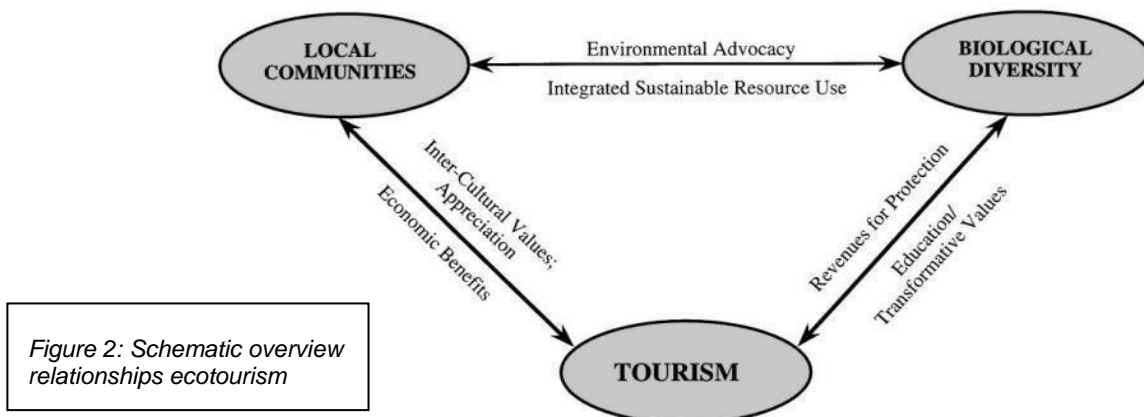 LOCAL
COMMUNITIES
Environmental Advocacy
Integrated Sustainable Resource Use
BIOLOGICAL
DIVERSITY
Inter-Cultural Values;
Appreciation
Economic Benefits
Revenues for Protection
Education/
Transformative Values
TOURISM
Figure 2: Schematic overview
relationships ecotourism